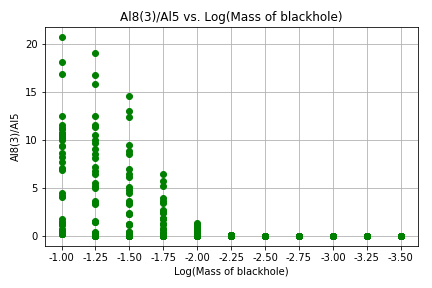 Al8(3)/Al5 vs. Log(Mass of blackhole)
Al8(3)/Al5
20
15
10
5
0
-1.00 -1.25 -1.50 -1.75 -2.00 -2.25 -2.50 -2.75 -3.00 -3.25 -3.50
Log(Mass of blackhole)